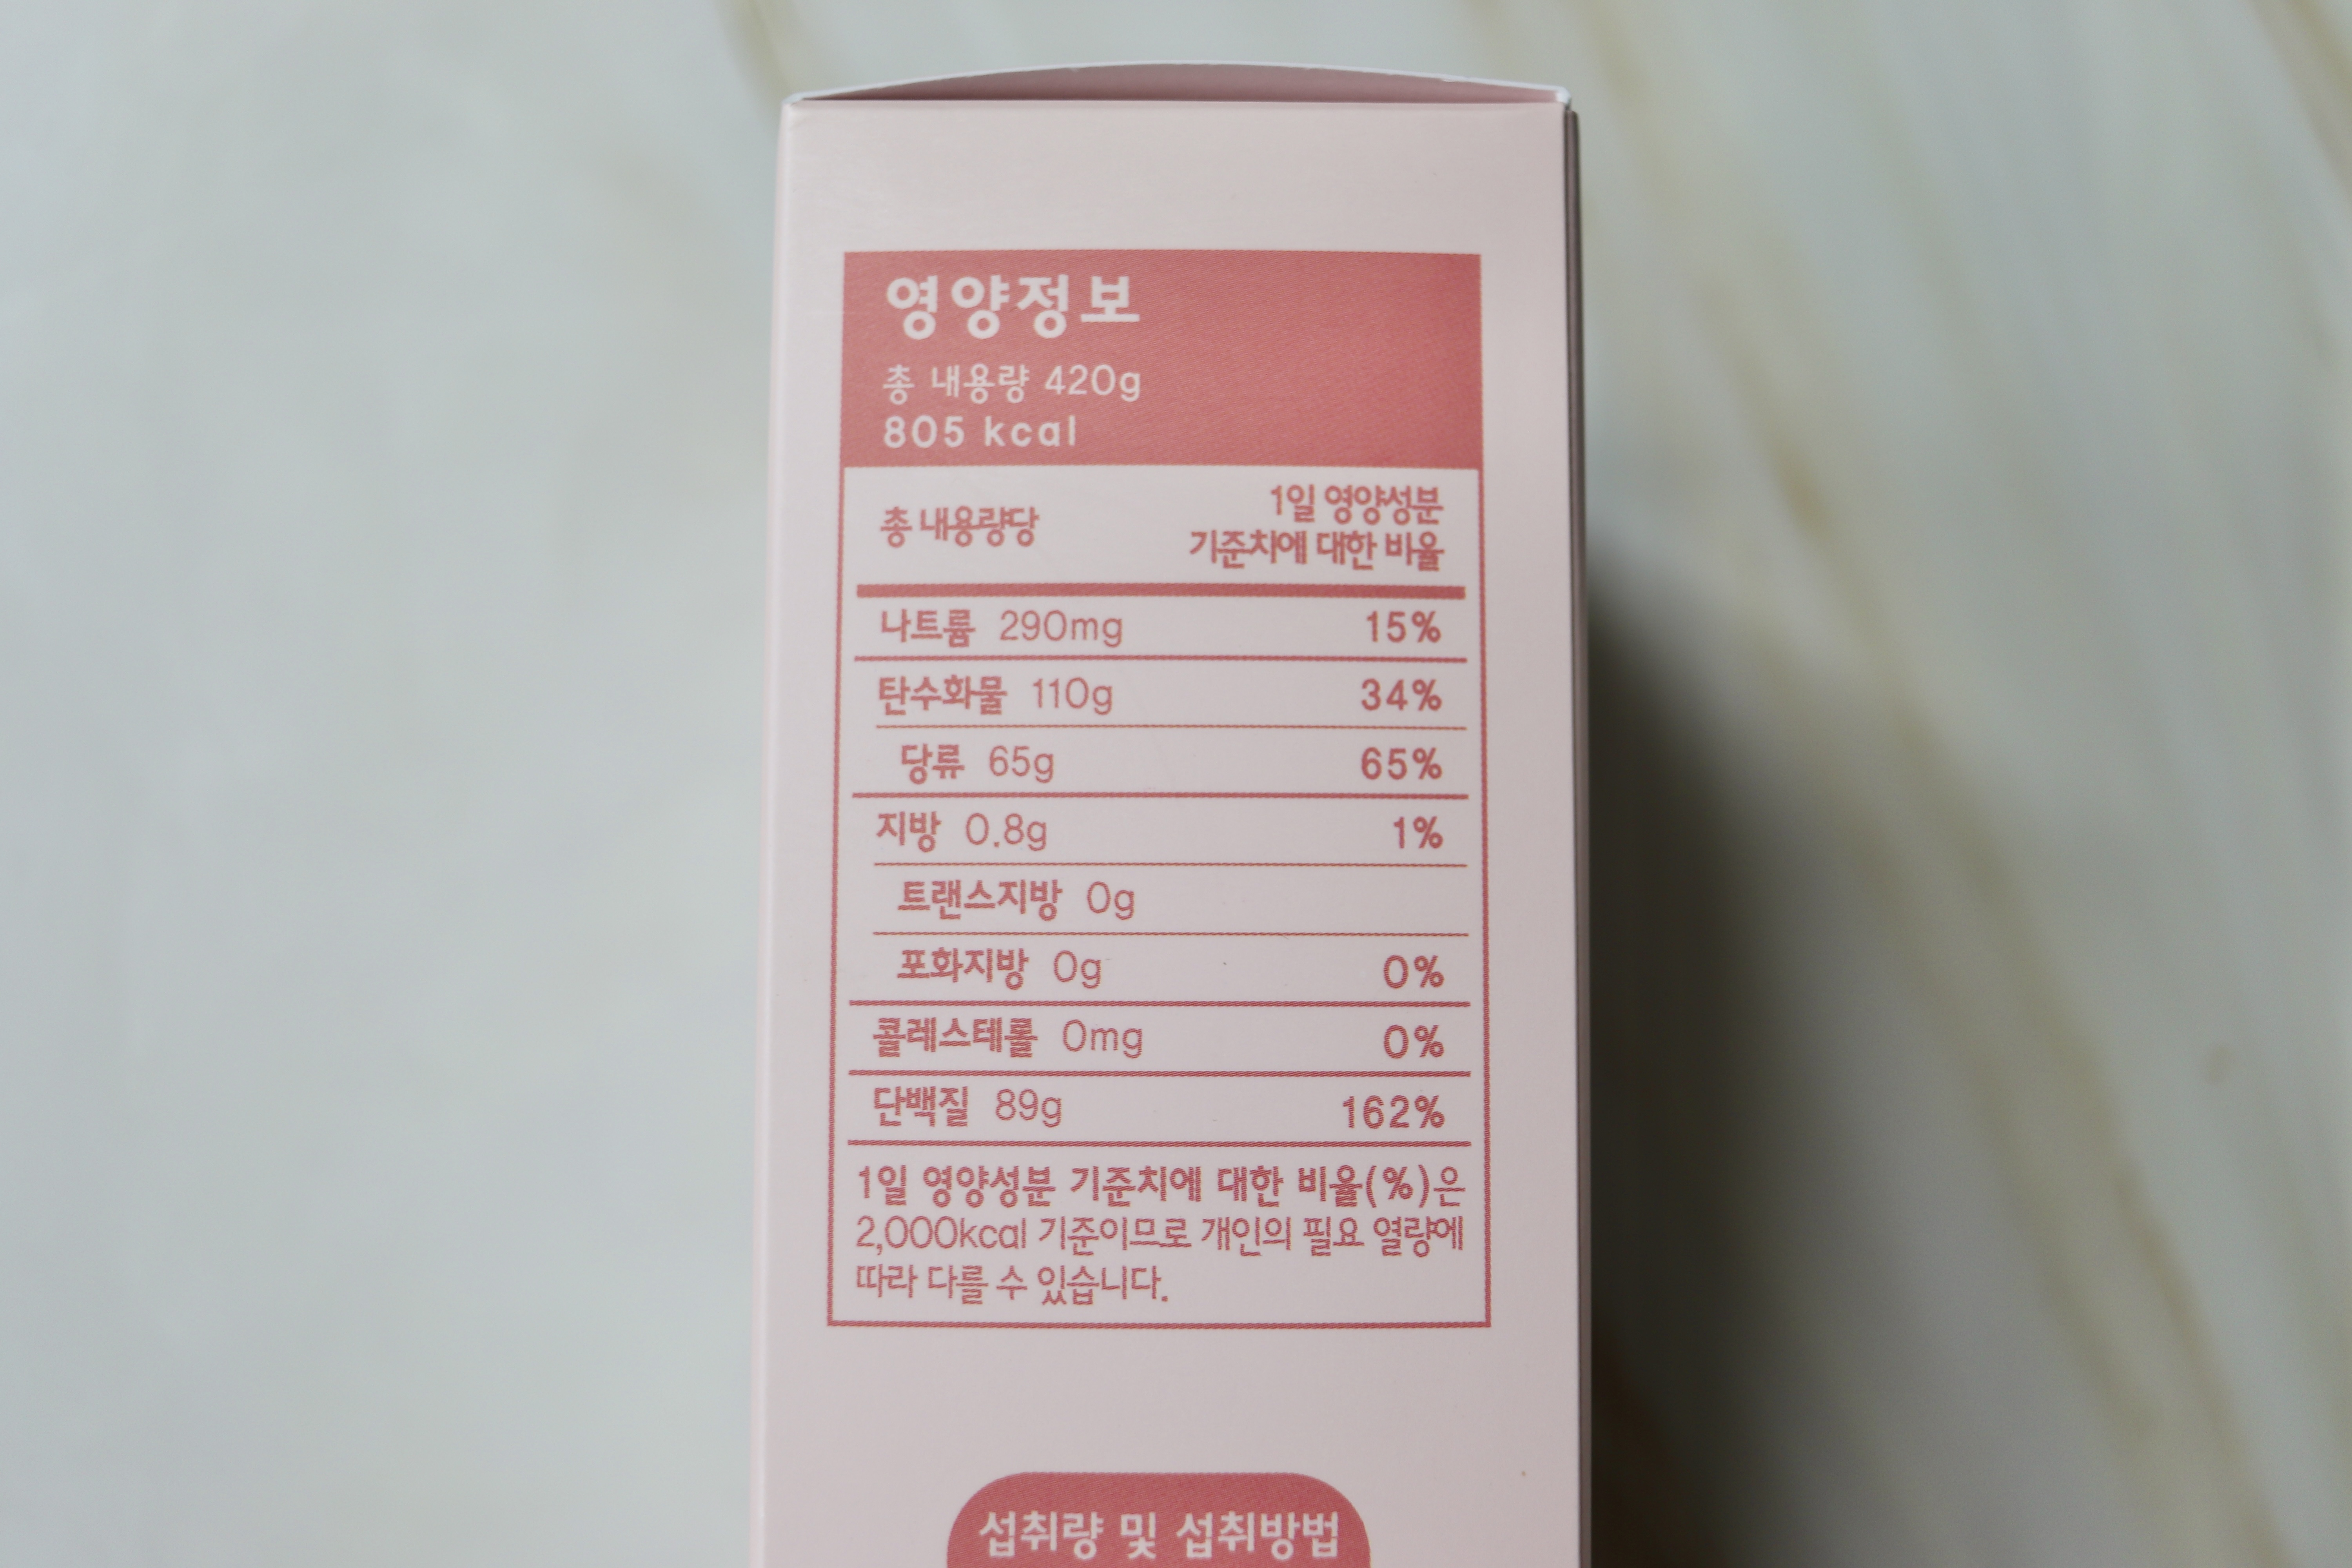 영양정보
총 내용량 420g
805 kcal
총 내용량당
1일 영양성분
기준치에 대한 비율
나트륨 290mg 15%
탄수화물 110g 34%
당류 65g 65%
지방 0.8g 1%
트랜스지방 0g
포화지방 0g 0%
콜레스테롤 0mg 0%
단백질 89g 162%
1일 영양성분 기준치에 대한 비율(%)은
2,000kcal 기준이므로 개인의 필요 열량에
따라 다를 수 있습니다.
섭취량 및 섭취방법